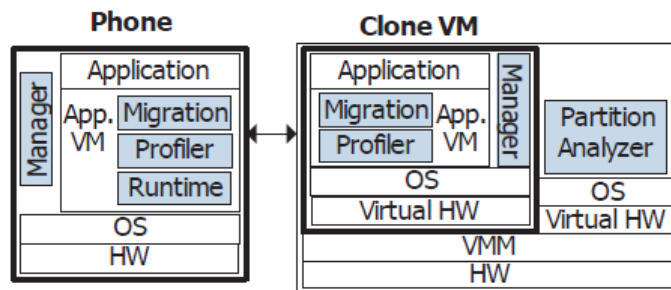 Phone
Clone VM
Application
Manager
App.
VM
Migration
Profiler
Runtime
OS
HW
Application
Migration
Profiler
App.
VM
Manager
OS
Virtual HW
Partition
Analyzer
OS
Virtual HW
VMM
HW